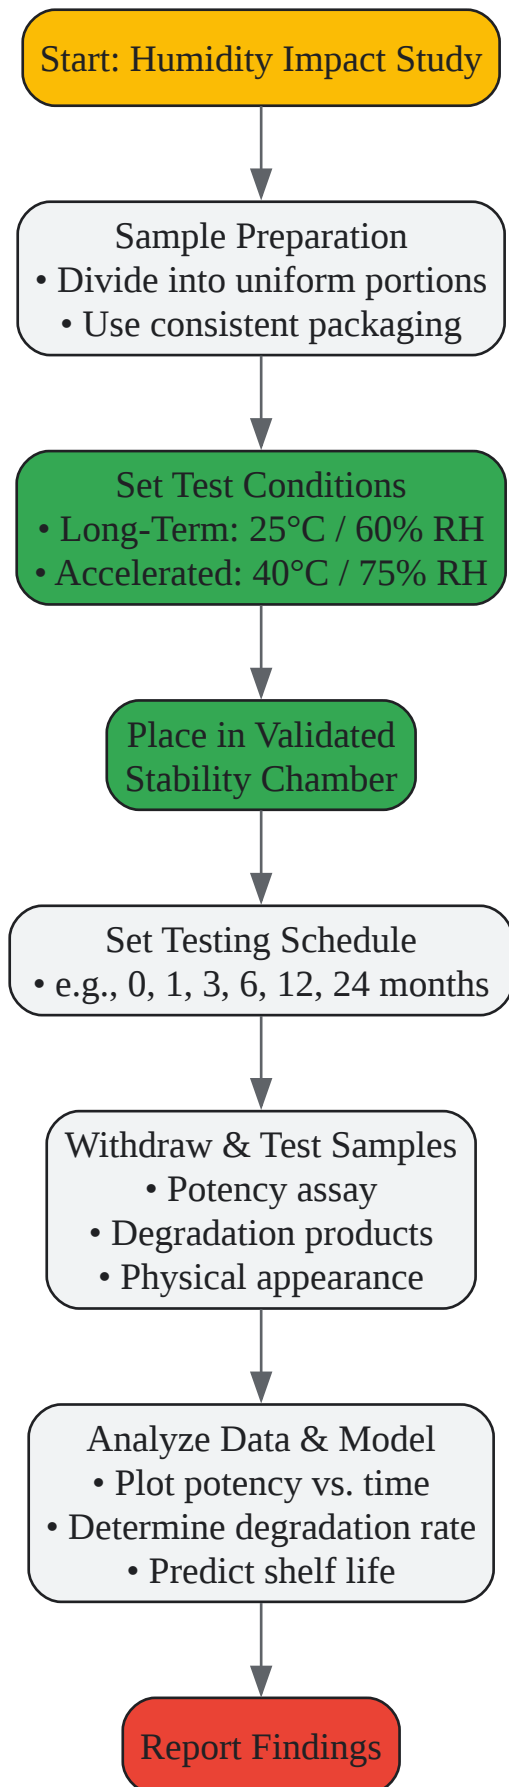 Start: Humidity Impact Study
Sample Preparation
• Divide into uniform portions
• Use consistent packaging
Set Test Conditions
• Long-Term: 25°C / 60% RH
• Accelerated: 40°C / 75% RH
Place in Validated
Stability Chamber
Set Testing Schedule
• e.g., 0, 1, 3, 6, 12, 24 months
Withdraw & Test Samples
• Potency assay
• Degradation products
• Physical appearance
Analyze Data & Model
• Plot potency vs. time
• Determine degradation rate
• Predict shelf life
Report Findings